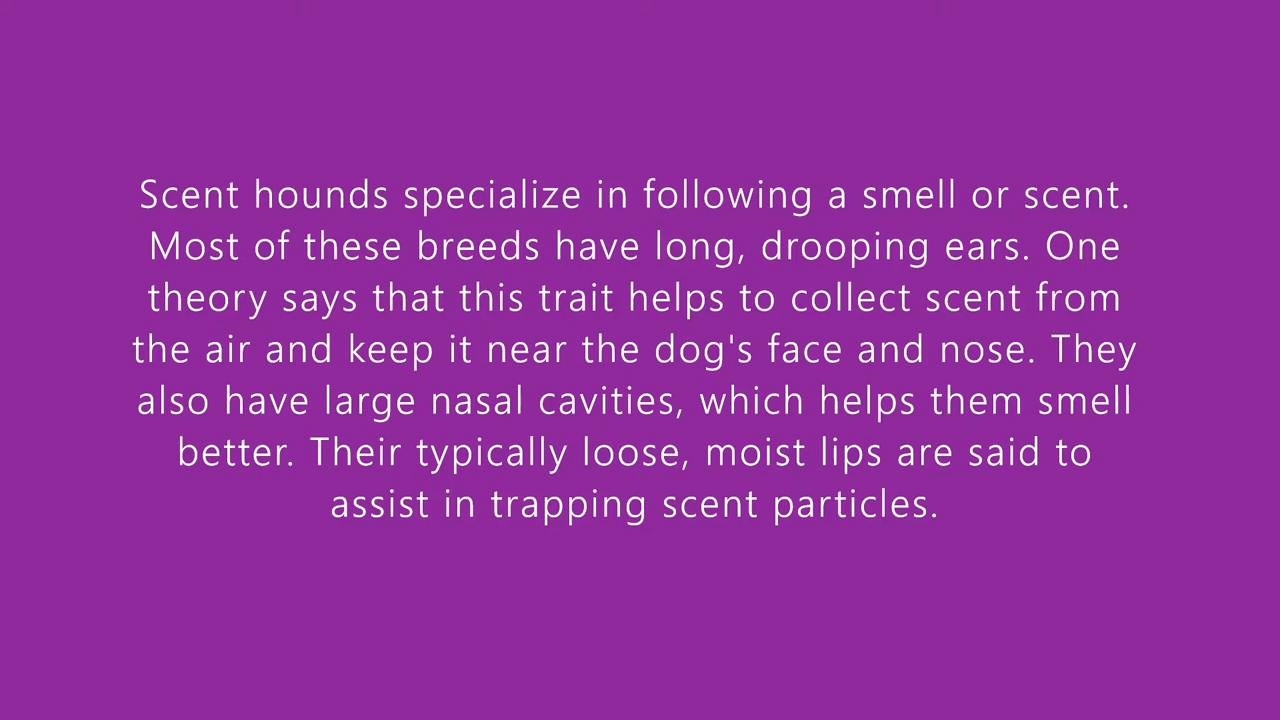 Scent hounds specialize in following a smell or scent.
Most of these breeds have long, drooping ears. One
theory says that this trait helps to collect scent from
the air and keep it near the dog's face and nose. They
also have large nasal cavities, which helps them smell
better. Their typically loose, moist lips are said to
assist in trapping scent particles.